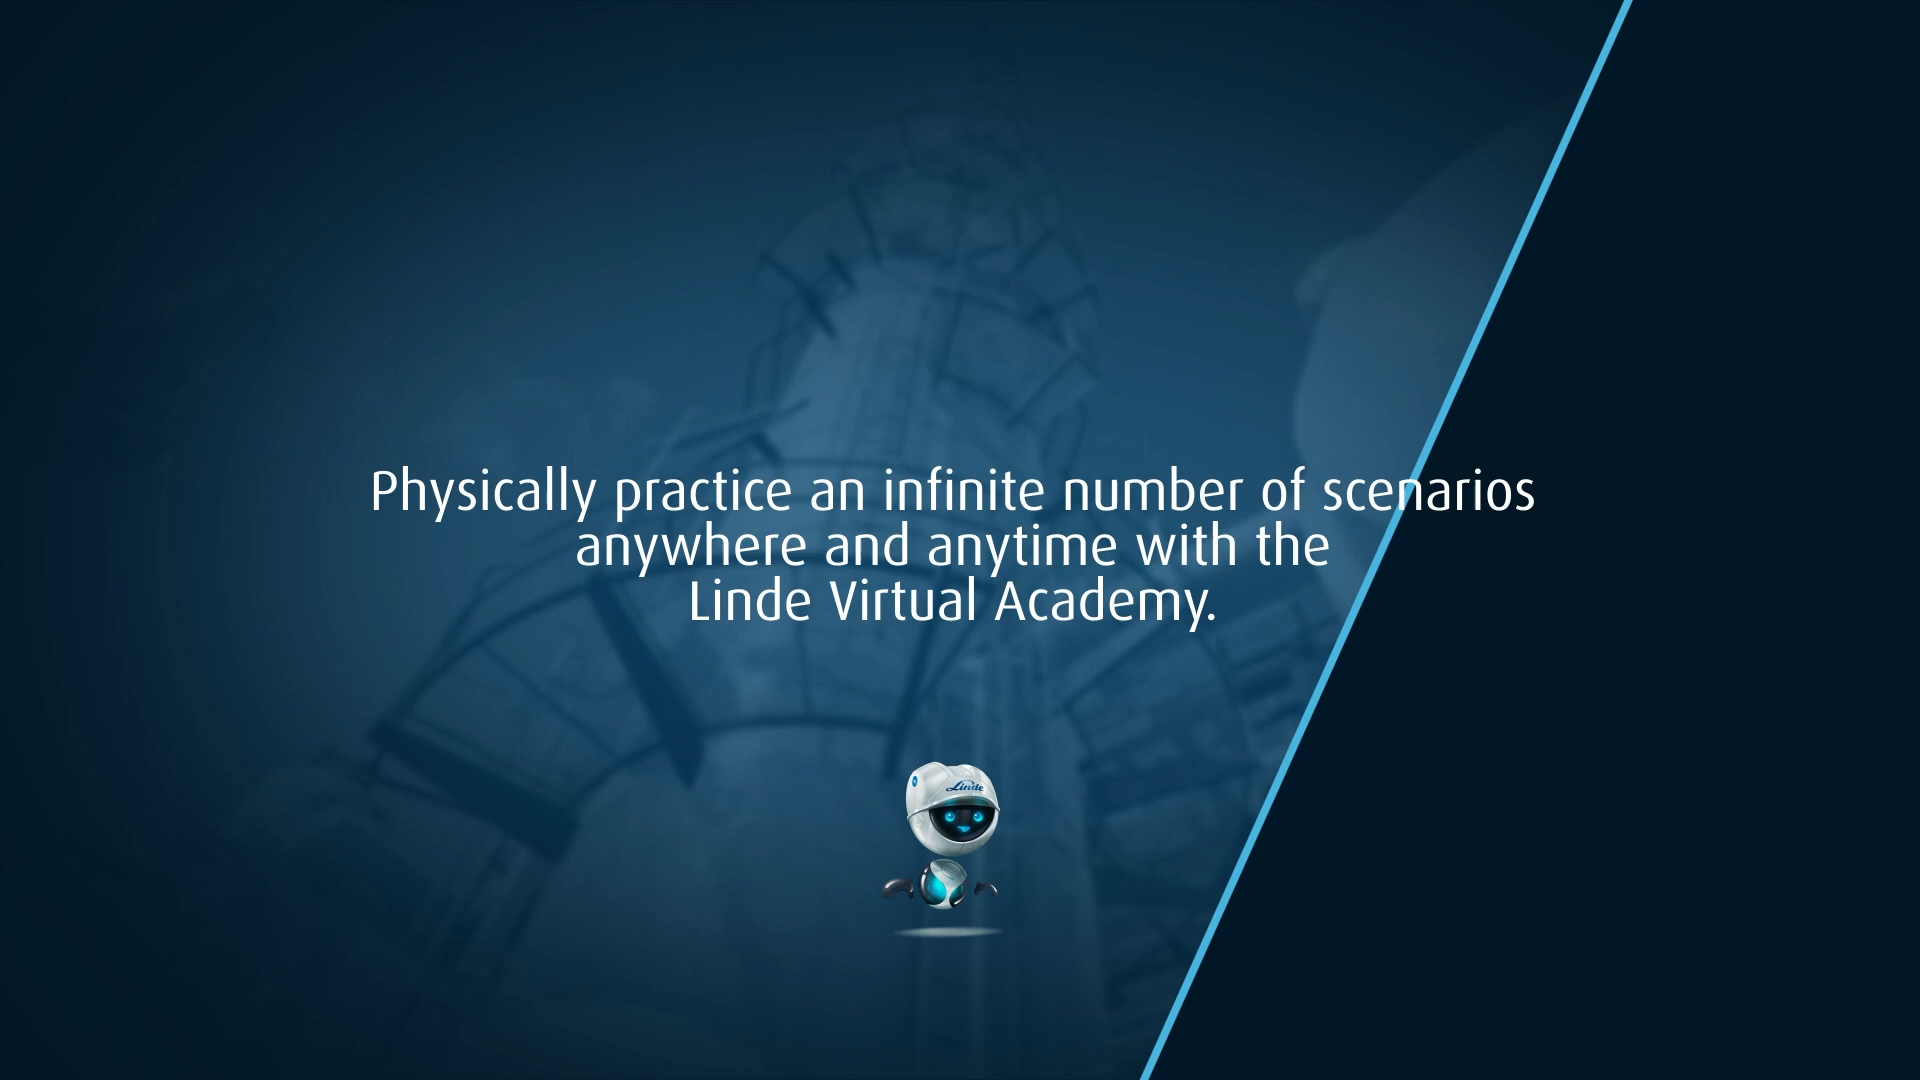 Physically practice an infinite number of scenarios
anywhere and anytime with the
Linde Virtual Academy.
Linde